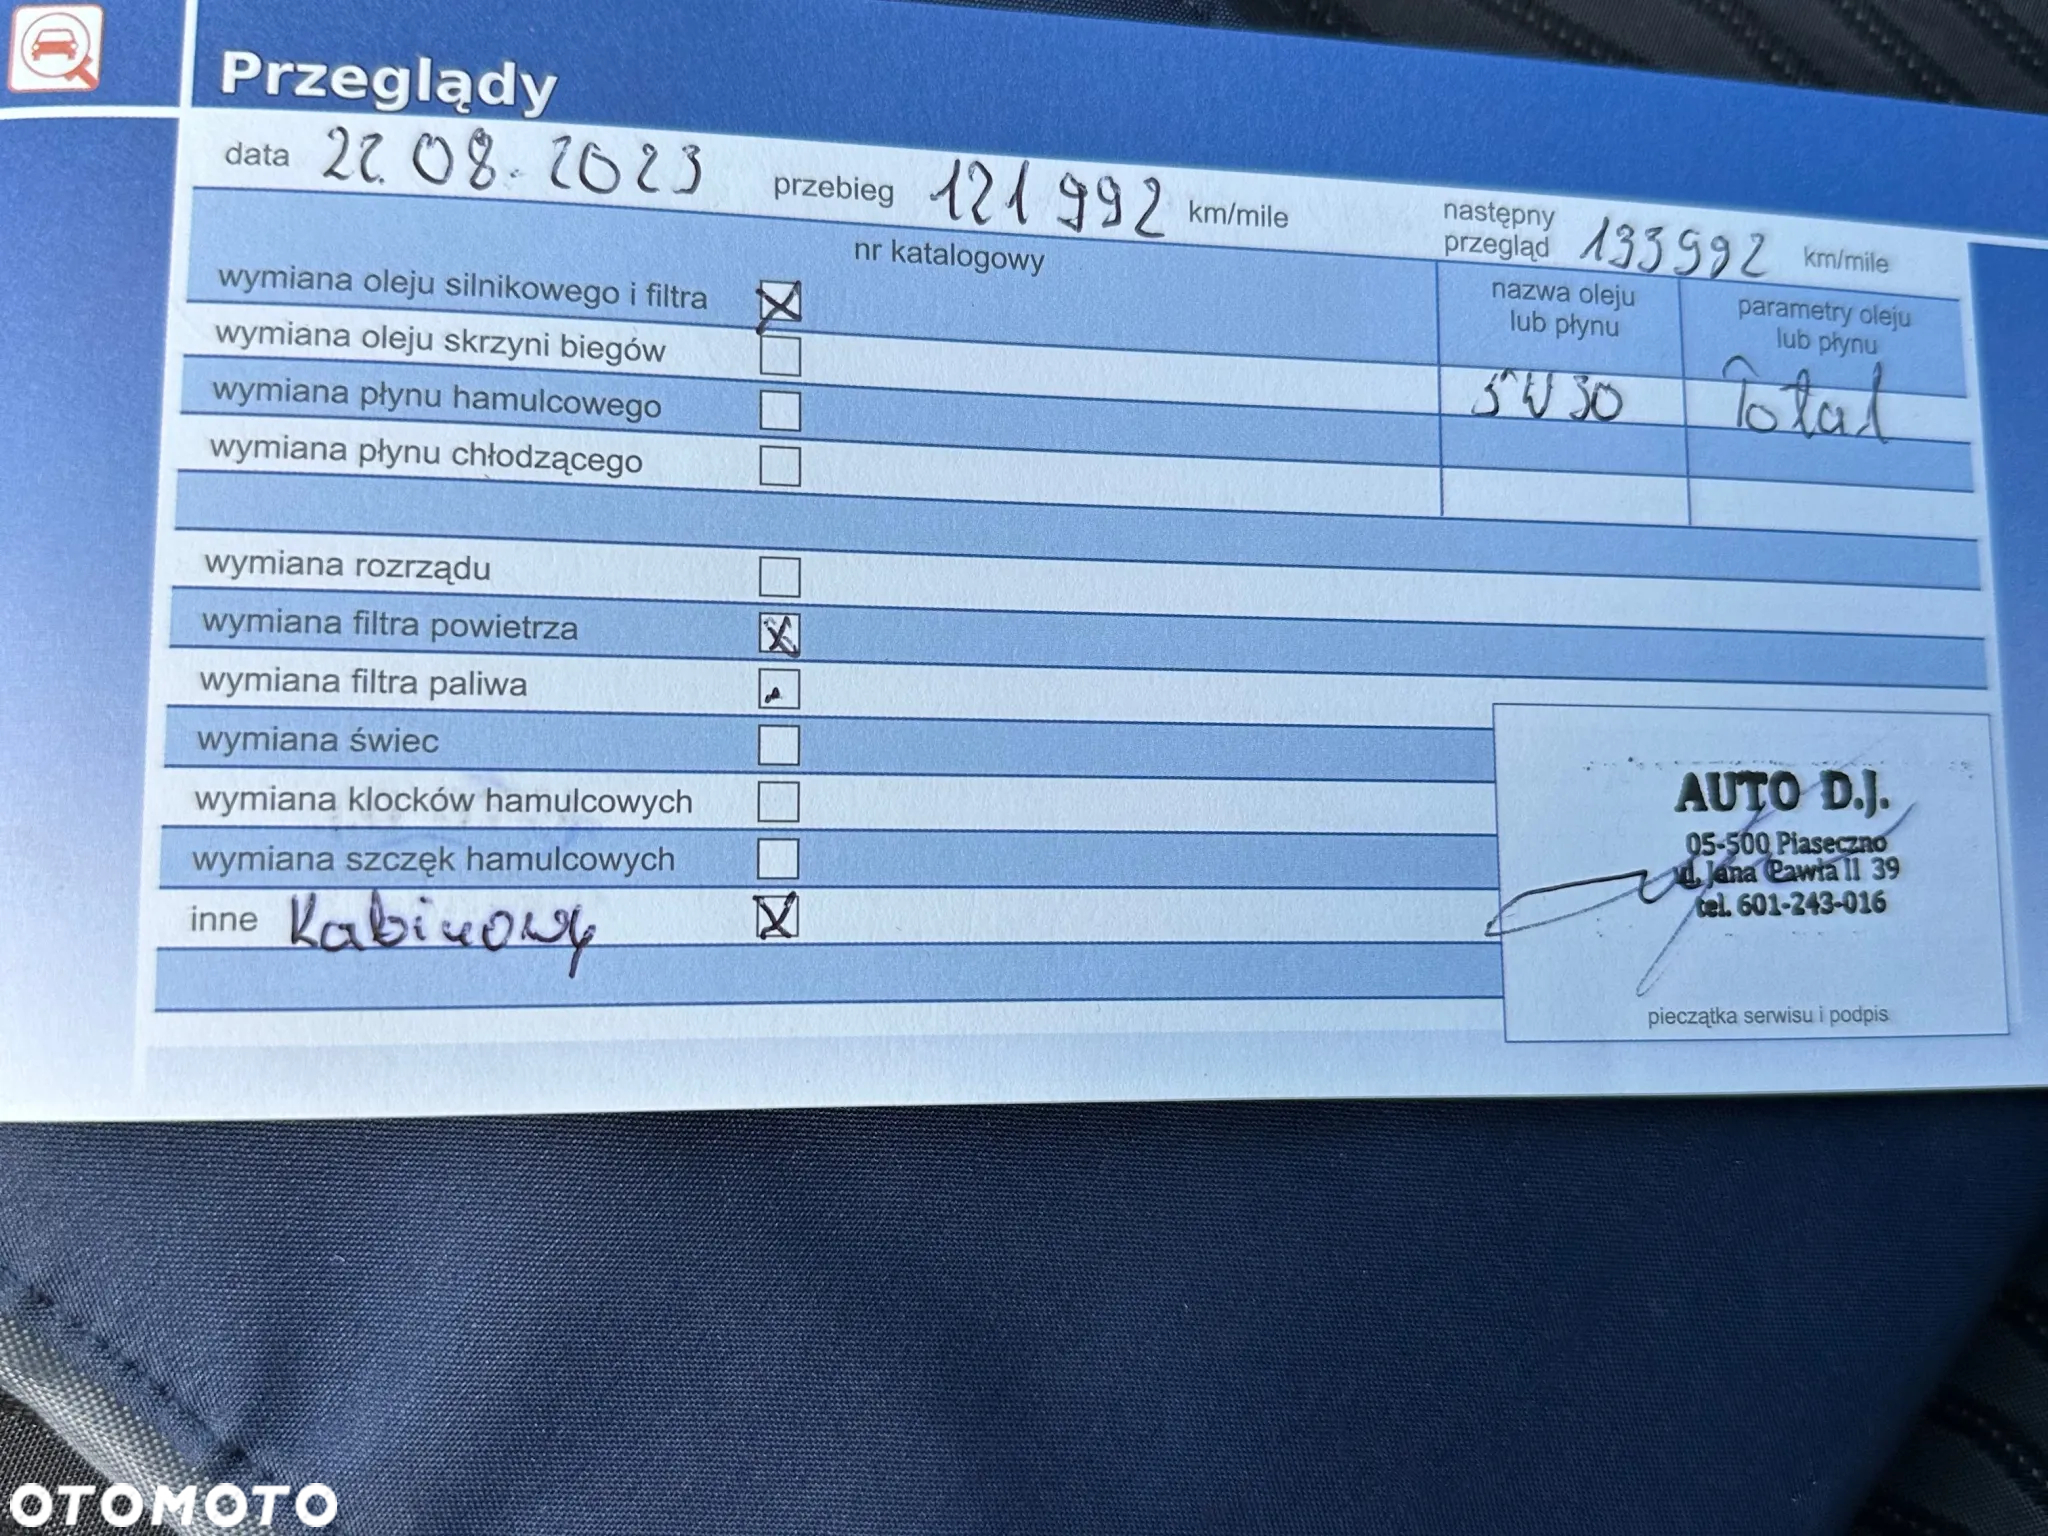 Przeglądy
data 22.08.2023 przebieg 121992 km/mile następny przegląd 133992 km/mile
nr katalogowy
nazwa oleju lub płynu
parametry oleju lub płynu
wymiana oleju silnikowego i filtra X
wymiana oleju skrzyni biegów
5W30 Total
wymiana płynu hamulcowego
wymiana płynu chłodzącego
wymiana rozrządu
wymiana filtra powietrza X
wymiana filtra paliwa
wymiana świec
wymiana klocków hamulcowych
wymiana szczęk hamulcowych
inne Kabinowy X
AUTO D.J.
05-500 Piaseczno
ul. Jana Pawła II 39
tel. 601-243-016
pieczątka serwisu i podpis
OTOMOTO